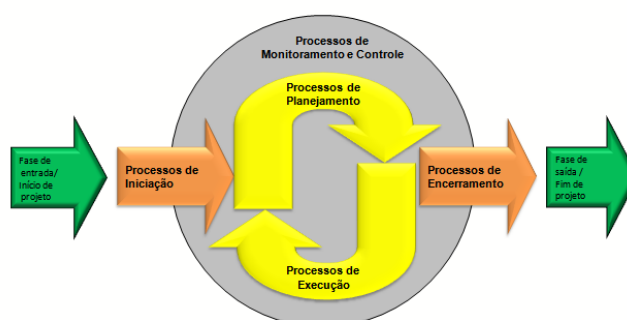 Processos de
Monitoramento e Controle
Processos de
Planejamento
Fase de
entrada/
Início de
projeto
Processos de
Iniciação
Processos de
Encerramento
Fase de
saída /
Fim de
projeto
Processos de
Execução